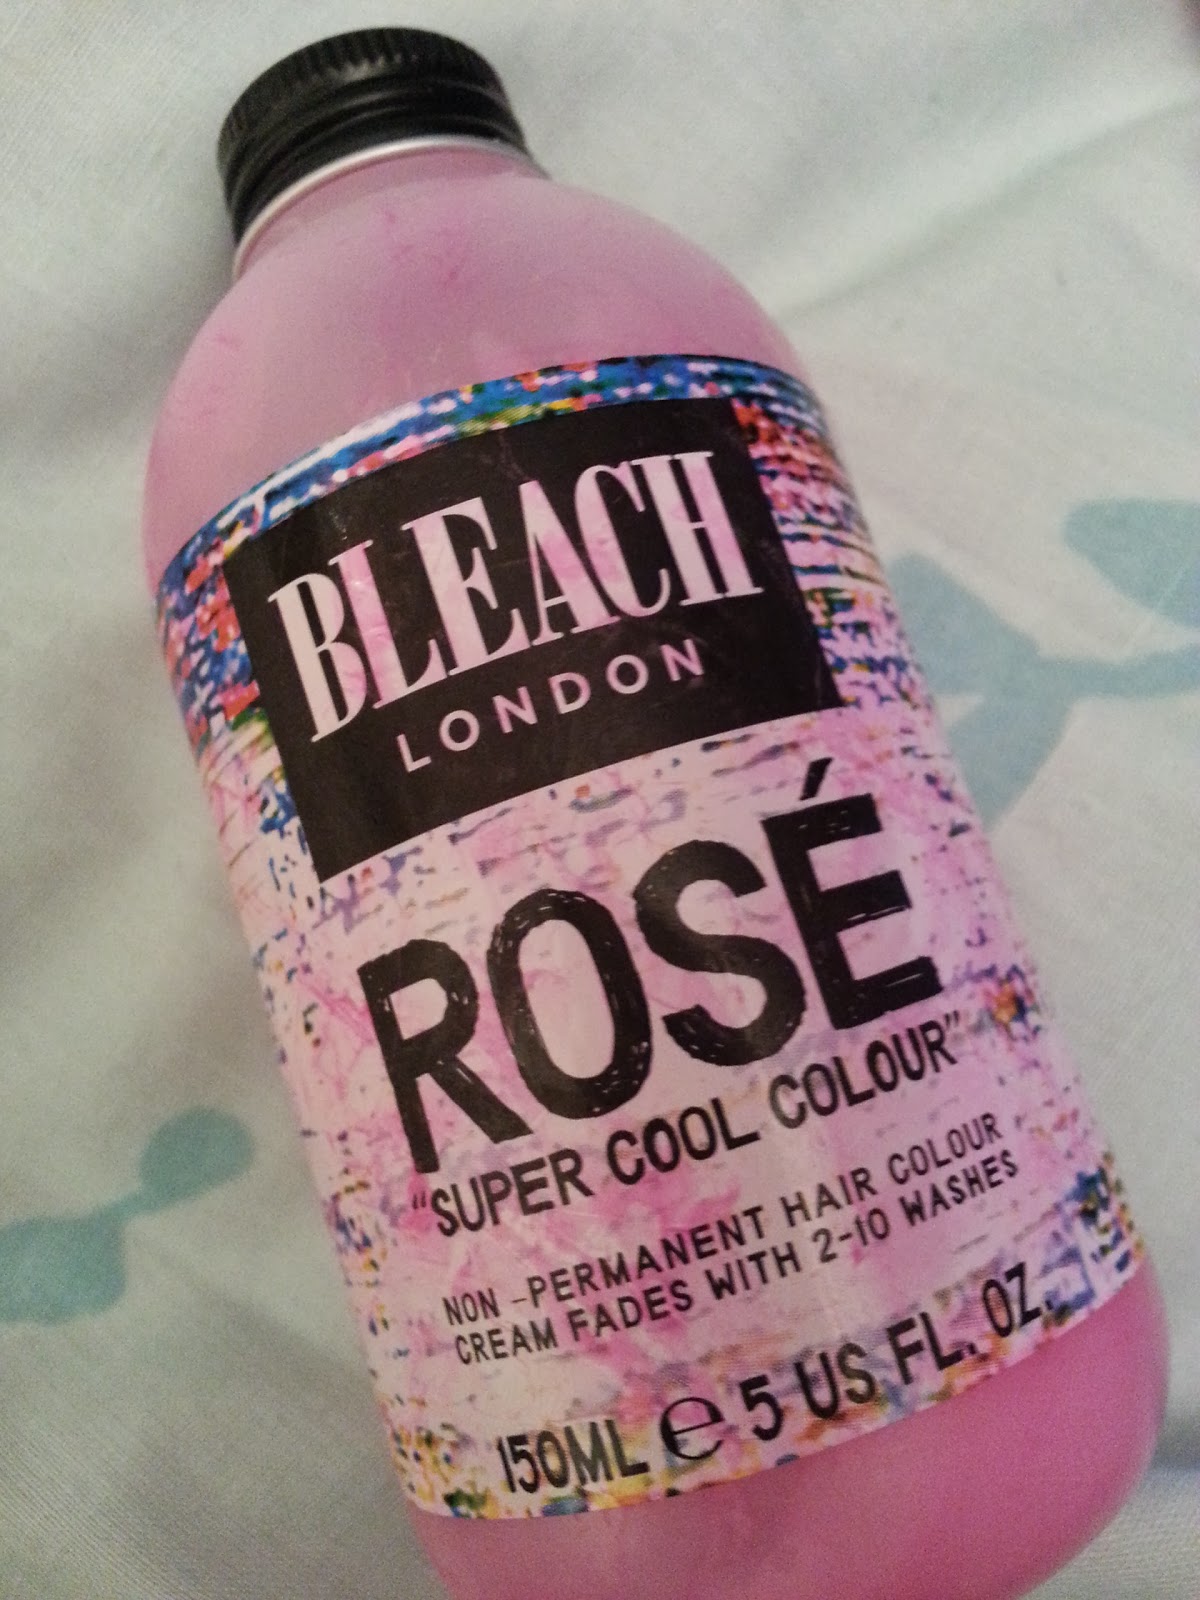 BLEACH
LONDON
ROSÉ
"SUPER COOL COLOUR"
NON -PERMANENT HAIR COLOUR
CREAM FADES WITH 2-10 WASHES
150ML ℮ 5 US FL. OZ.